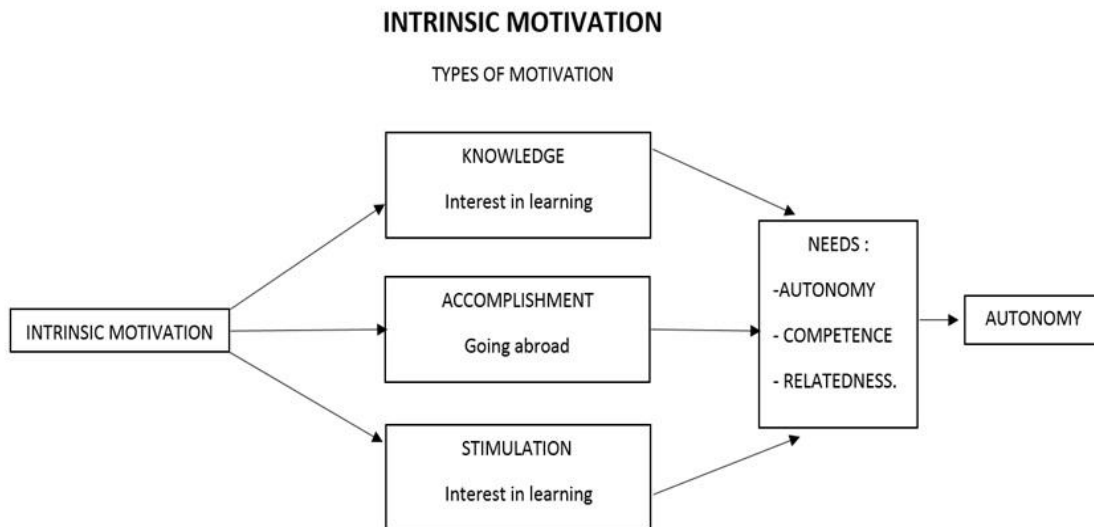 INTRINSIC MOTIVATION
TYPES OF MOTIVATION
INTRINSIC MOTIVATION
KNOWLEDGE
Interest in learning
ACCOMPLISHMENT
Going abroad
STIMULATION
Interest in learning
NEEDS :
-AUTONOMY
- COMPETENCE
- RELATEDNESS.
AUTONOMY